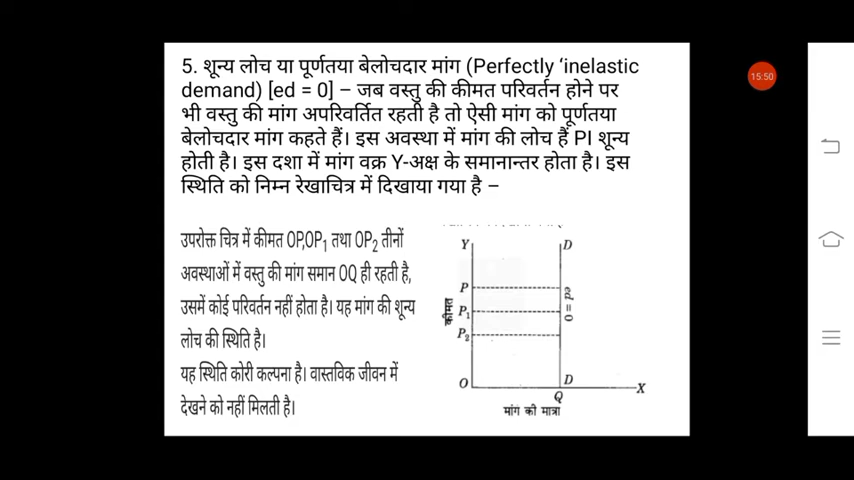 15:50
5. शून्य लोच या पूर्णतया बेलोचदार मांग (Perfectly ‘inelastic
demand) [ed = 0] – जब वस्तु की कीमत परिवर्तन होने पर
भी वस्तु की मांग अपरिवर्तित रहती है तो ऐसी मांग को पूर्णतया
बेलोचदार मांग कहते हैं। इस अवस्था में मांग की लोच हैं PI शून्य
होती है। इस दशा में मांग वक्र Y-अक्ष के समानान्तर होता है। इस
स्थिति को निम्न रेखाचित्र में दिखाया गया है –
उपरोक्त चित्र में कीमत OP,OP₁ तथा OP₂ तीनों
अवस्थाओं में वस्तु की मांग समान OQ ही रहती है,
उसमें कोई परिवर्तन नहीं होता है। यह मांग की शून्य
लोच की स्थिति है।
यह स्थिति कोरी कल्पना है। वास्तविक जीवन में
देखने को नहीं मिलती है।
Y D
P
P₁
P₂
कीमत
ed = 0
O D
X
Q
मांग की मात्रा